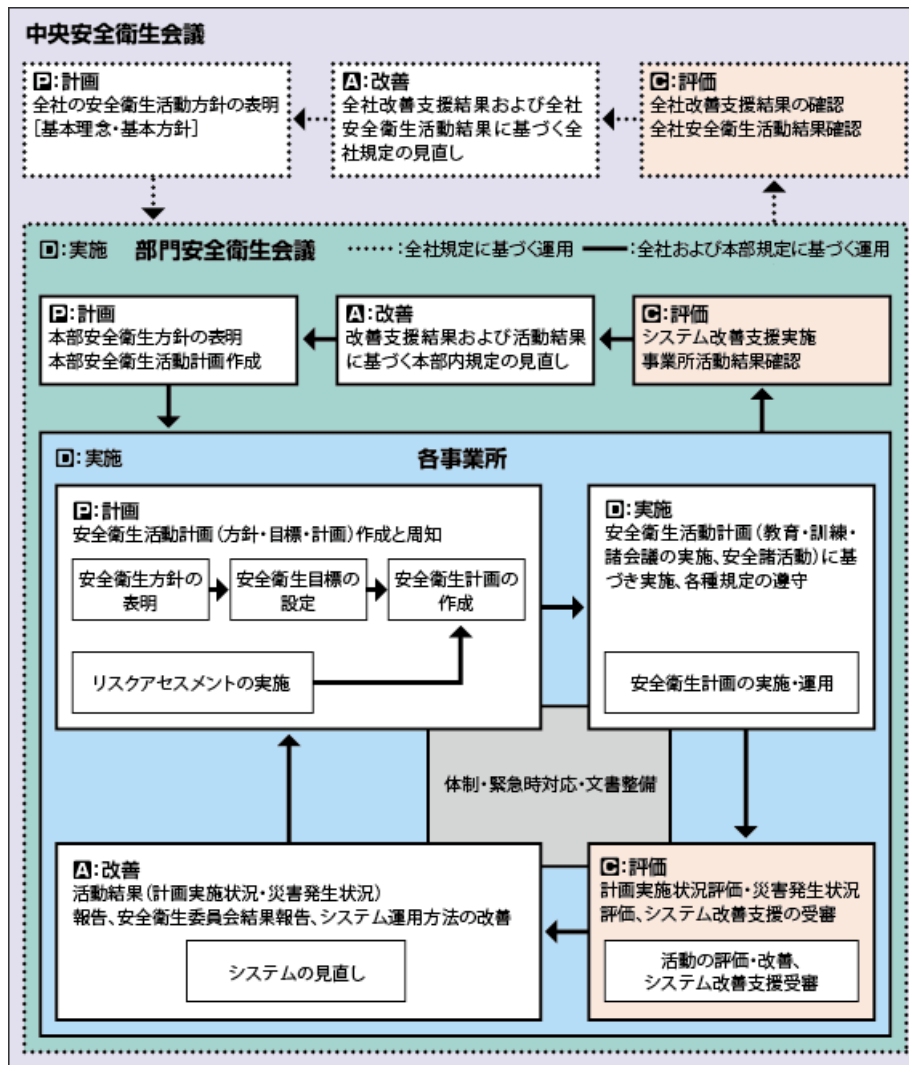 中央安全衛生会議
P:計画
全社の安全衛生活動方針の表明
[基本理念・基本方針]
A:改善
全社改善支援結果および全社
安全衛生活動結果に基づく全
社規定の見直し
C:評価
全社改善支援結果の確認
全社安全衛生活動結果確認
D:実施 部門安全衛生会議 ……:全社規定に基づく運用 ━━:全社および本部規定に基づく運用
P:計画
本部安全衛生方針の表明
本部安全衛生活動計画作成
A:改善
改善支援結果および活動結果
に基づく本部内規定の見直し
C:評価
システム改善支援実施
事業所活動結果確認
D:実施 各事業所
P:計画
安全衛生活動計画(方針・目標・計画)作成と周知
安全衛生方針の
表明
安全衛生目標の
設定
安全衛生計画の
作成
リスクアセスメントの実施
D:実施
安全衛生活動計画(教育・訓練・
諸会議の実施、安全諸活動)に基
づき実施、各種規定の遵守
安全衛生計画の実施・運用
体制・緊急時対応・文書整備
A:改善
活動結果(計画実施状況・災害発生状況)
報告、安全衛生委員会結果報告、システム運用方法の改善
システムの見直し
C:評価
計画実施状況評価・災害発生状況
評価、システム改善支援の受審
活動の評価・改善、
システム改善支援受審